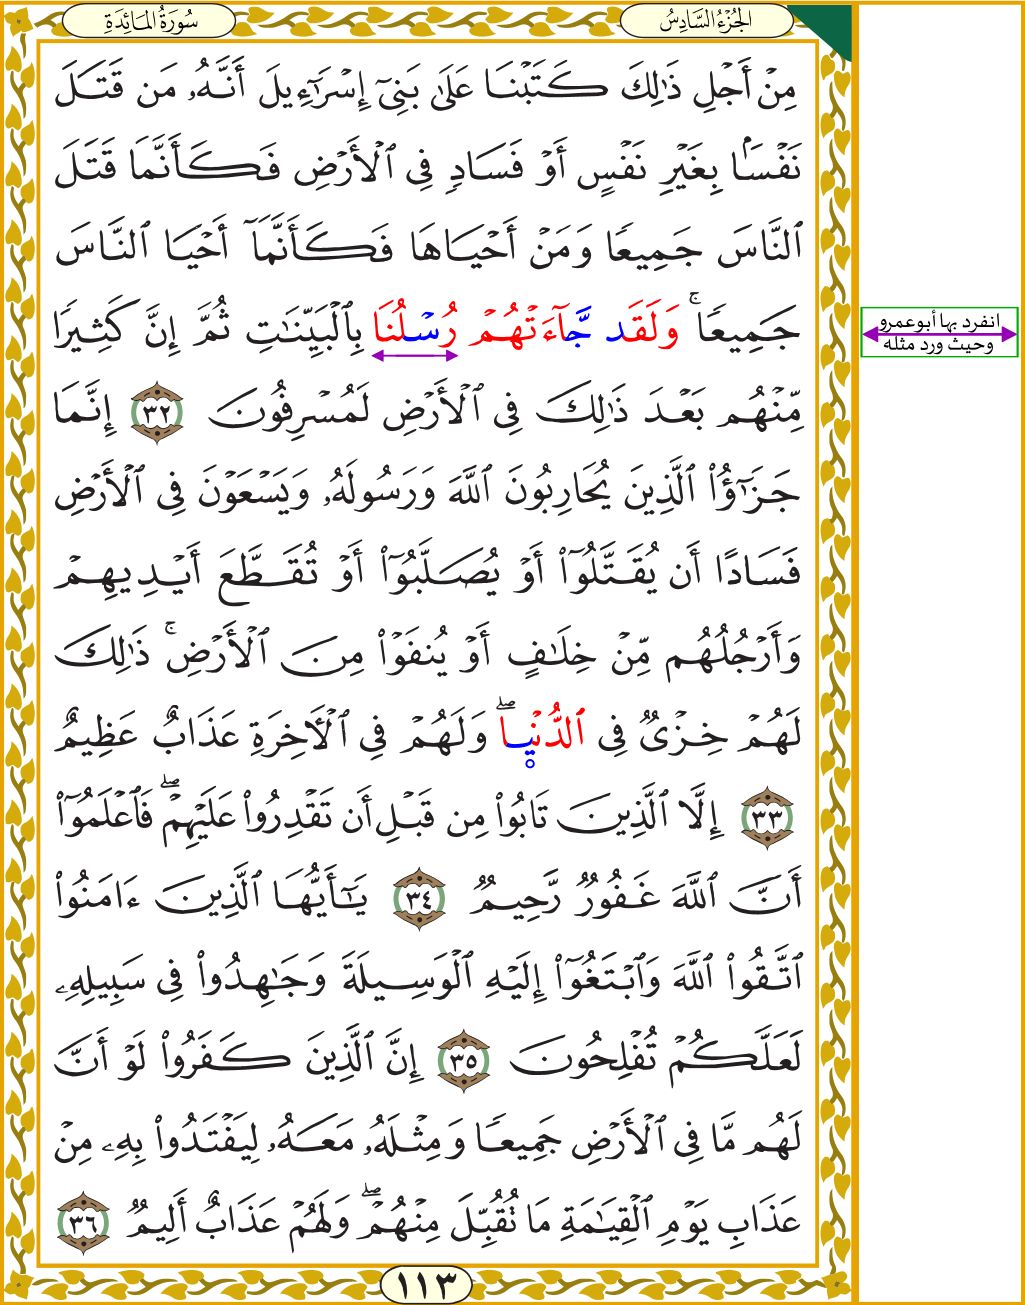 الجُزْءُ السَّادِسُ
سُورَةُ المَائِدَةِ
مِنْ أَجْلِ ذَٰلِكَ كَتَبْنَا عَلَىٰ بَنِىٓ إِسْرَٰٓءِيلَ أَنَّهُۥ مَن قَتَلَ
نَفْسَۢا بِغَيْرِ نَفْسٍ أَوْ فَسَادٍ فِى ٱلْأَرْضِ فَكَأَنَّمَا قَتَلَ
ٱلنَّاسَ جَمِيعًا وَمَنْ أَحْيَاهَا فَكَأَنَّمَآ أَحْيَا ٱلنَّاسَ
جَمِيعًا ۚ وَلَقَد جَّآءَتْهُمْ رُسْلُنَا بِٱلْبَيِّنَٰتِ ثُمَّ إِنَّ كَثِيرًا
مِّنْهُم بَعْدَ ذَٰلِكَ فِى ٱلْأَرْضِ لَمُسْرِفُونَ ٣٢ إِنَّمَا
جَزَٰٓؤُا۟ ٱلَّذِينَ يُحَارِبُونَ ٱللَّهَ وَرَسُولَهُۥ وَيَسْعَوْنَ فِى ٱلْأَرْضِ
فَسَادًا أَن يُقَتَّلُوٓا۟ أَوْ يُصَلَّبُوٓا۟ أَوْ تُقَطَّعَ أَيْدِيهِمْ
وَأَرْجُلُهُم مِّنْ خِلَٰفٍ أَوْ يُنفَوْا۟ مِنَ ٱلْأَرْضِ ۚ ذَٰلِكَ
لَهُمْ خِزْىٌ فِى ٱلدُّنْيٜا ۖ وَلَهُمْ فِى ٱلْأَخِرَةِ عَذَابٌ عَظِيمٌ
٣٣ إِلَّا ٱلَّذِينَ تَابُوا۟ مِن قَبْلِ أَن تَقْدِرُوا۟ عَلَيْهِمْ ۖ فَٱعْلَمُوٓا۟
أَنَّ ٱللَّهَ غَفُورٌ رَّحِيمٌ ٣٤ يَٰٓأَيُّهَا ٱلَّذِينَ ءَامَنُوا۟
ٱتَّقُوا۟ ٱللَّهَ وَٱبْتَغُوٓا۟ إِلَيْهِ ٱلْوَسِيلَةَ وَجَٰهِدُوا۟ فِى سَبِيلِهِۦ
لَعَلَّكُمْ تُفْلِحُونَ ٣٥ إِنَّ ٱلَّذِينَ كَفَرُوا۟ لَوْ أَنَّ
لَهُم مَّا فِى ٱلْأَرْضِ جَمِيعًا وَمِثْلَهُۥ مَعَهُۥ لِيَفْتَدُوا۟ بِهِۦ مِنْ
عَذَابِ يَوْمِ ٱلْقِيَٰمَةِ مَا تُقُبِّلَ مِنْهُمْ ۖ وَلَهُمْ عَذَابٌ أَلِيمٌ ٣٦
انفرد بها أبوعمرو
وحيث ورد مثله
١١٣